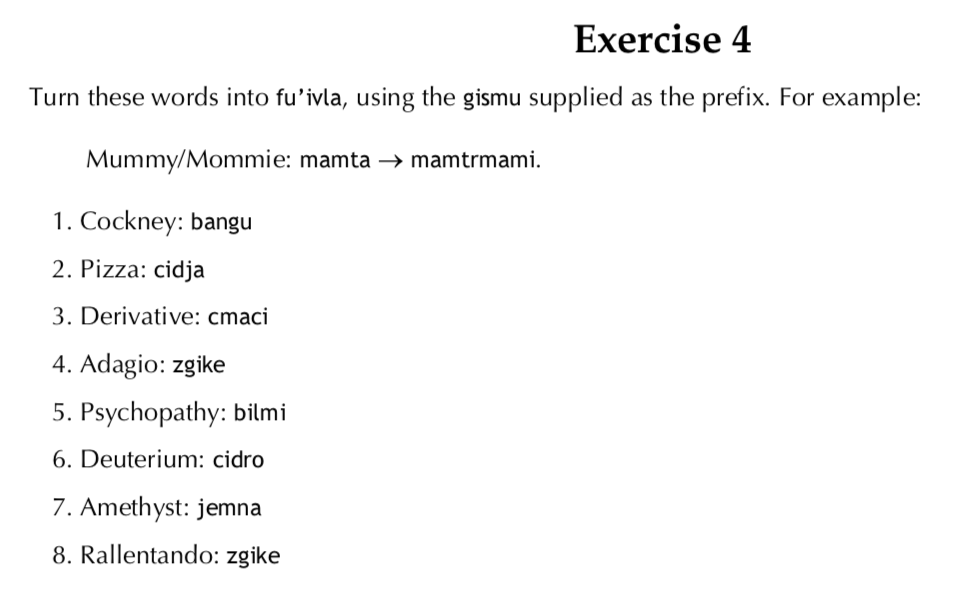 Exercise 4
Turn these words into fu’ivla, using the gismu supplied as the prefix. For example:
Mummy/Mommie: mamta → mamtrmami.
1. Cockney: bangu
2. Pizza: cidja
3. Derivative: cmaci
4. Adagio: zgike
5. Psychopathy: bilmi
6. Deuterium: cidro
7. Amethyst: jemna
8. Rallentando: zgike